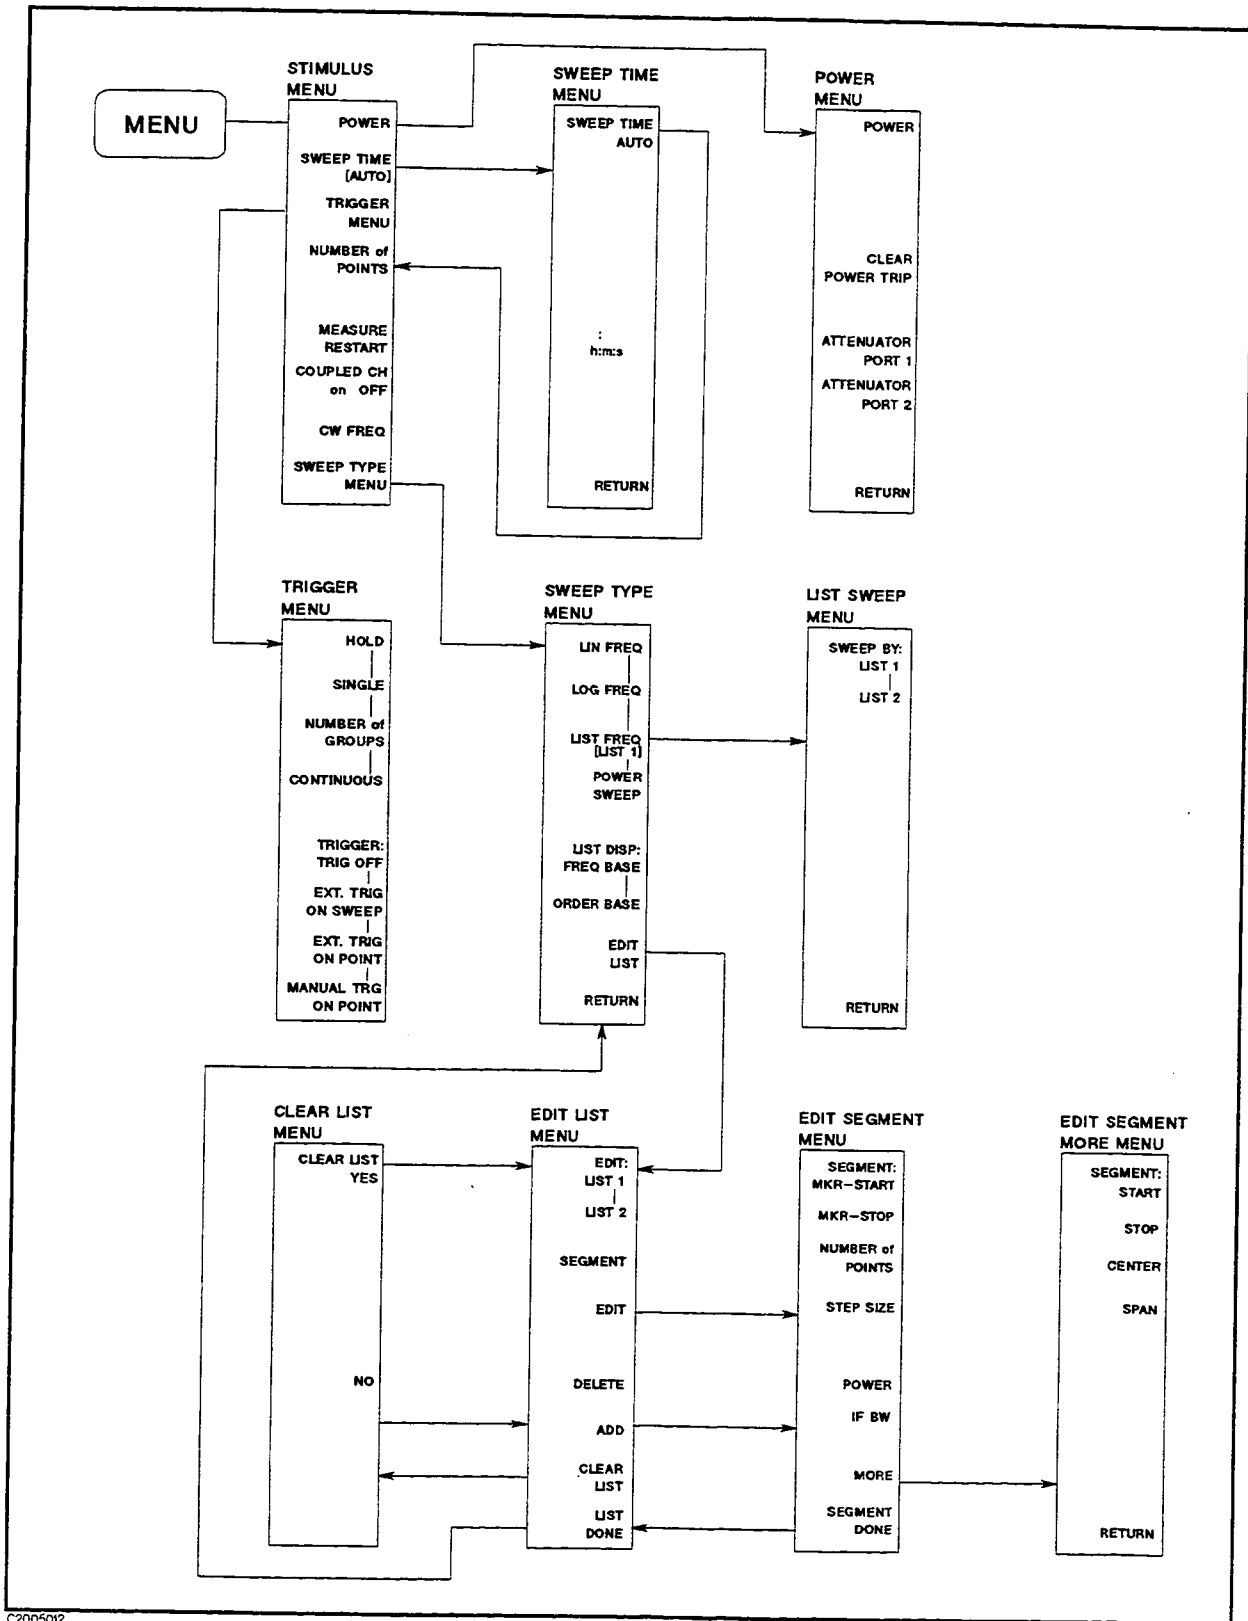 MENU
STIMULUS
MENU
POWER
SWEEP TIME
[AUTO]
TRIGGER
MENU
NUMBER of
POINTS
MEASURE
RESTART
COUPLED CH
on OFF
CW FREQ
SWEEP TYPE
MENU
SWEEP TIME
MENU
SWEEP TIME
AUTO
:
h:m:s
RETURN
POWER
MENU
POWER
CLEAR
POWER TRIP
ATTENUATOR
PORT 1
ATTENUATOR
PORT 2
RETURN
TRIGGER
MENU
HOLD
SINGLE
NUMBER of
GROUPS
CONTINUOUS
TRIGGER:
TRIG OFF
EXT. TRIG
ON SWEEP
EXT. TRIG
ON POINT
MANUAL TRG
ON POINT
SWEEP TYPE
MENU
LIN FREQ
LOG FREQ
LIST FREQ
[LIST 1]
POWER
SWEEP
LIST DISP:
FREQ BASE
ORDER BASE
EDIT
LIST
RETURN
LIST SWEEP
MENU
SWEEP BY:
LIST 1
LIST 2
RETURN
CLEAR LIST
MENU
CLEAR LIST
YES
NO
EDIT LIST
MENU
EDIT:
LIST 1
LIST 2
SEGMENT
EDIT
DELETE
ADD
CLEAR
LIST
LIST
DONE
EDIT SEGMENT
MENU
SEGMENT:
MKR-START
MKR-STOP
NUMBER of
POINTS
STEP SIZE
POWER
IF BW
MORE
SEGMENT
DONE
EDIT SEGMENT
MORE MENU
SEGMENT:
START
STOP
CENTER
SPAN
RETURN
C2005012